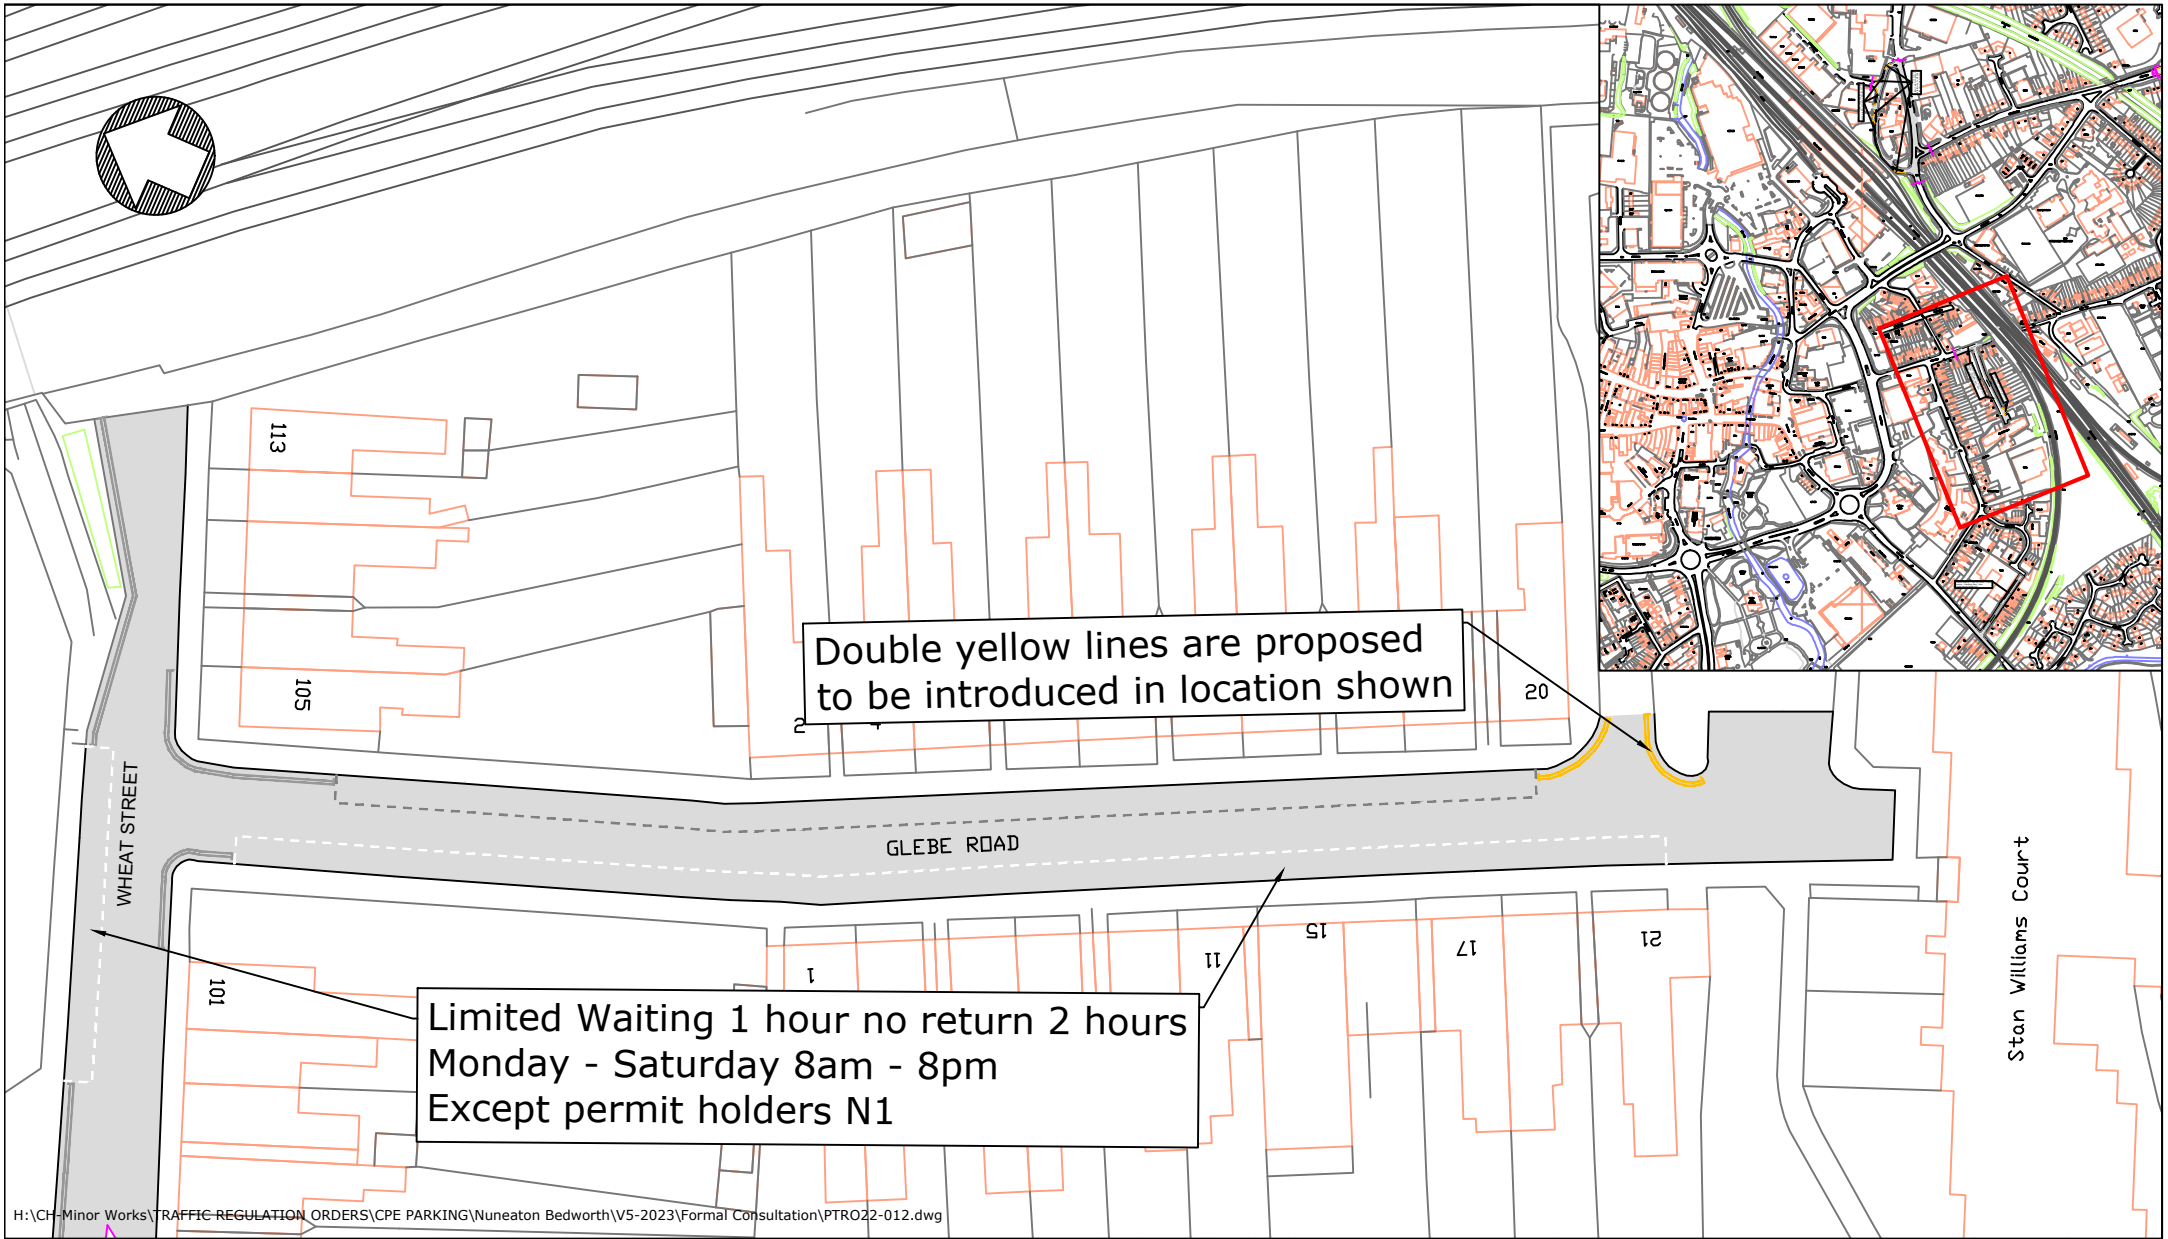 113
105
Double yellow lines are proposed
to be introduced in location shown
2
20
WHEAT STREET
GLEBE ROAD
101
1
11
15
17
21
Stan Williams Court
Limited Waiting 1 hour no return 2 hours
Monday - Saturday 8am - 8pm
Except permit holders N1
H:\CH-Minor Works\TRAFFIC REGULATION ORDERS\CPE PARKING\Nuneaton Bedworth\V5-2023\Formal Consultation\PTRO22-012.dwg